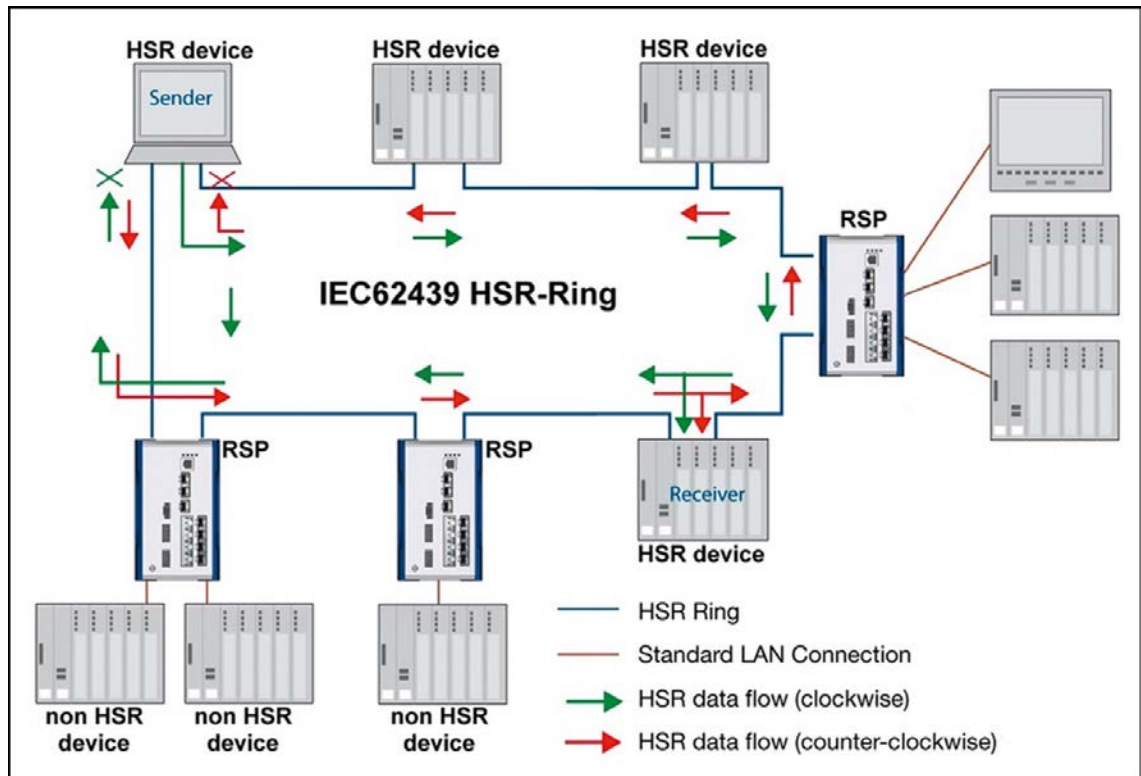 HSR device
HSR device
HSR device
Sender
RSP
IEC62439 HSR-Ring
RSP
RSP
Receiver
HSR device
non HSR
device
non HSR
device
non HSR
device
HSR Ring
Standard LAN Connection
HSR data flow (clockwise)
HSR data flow (counter-clockwise)